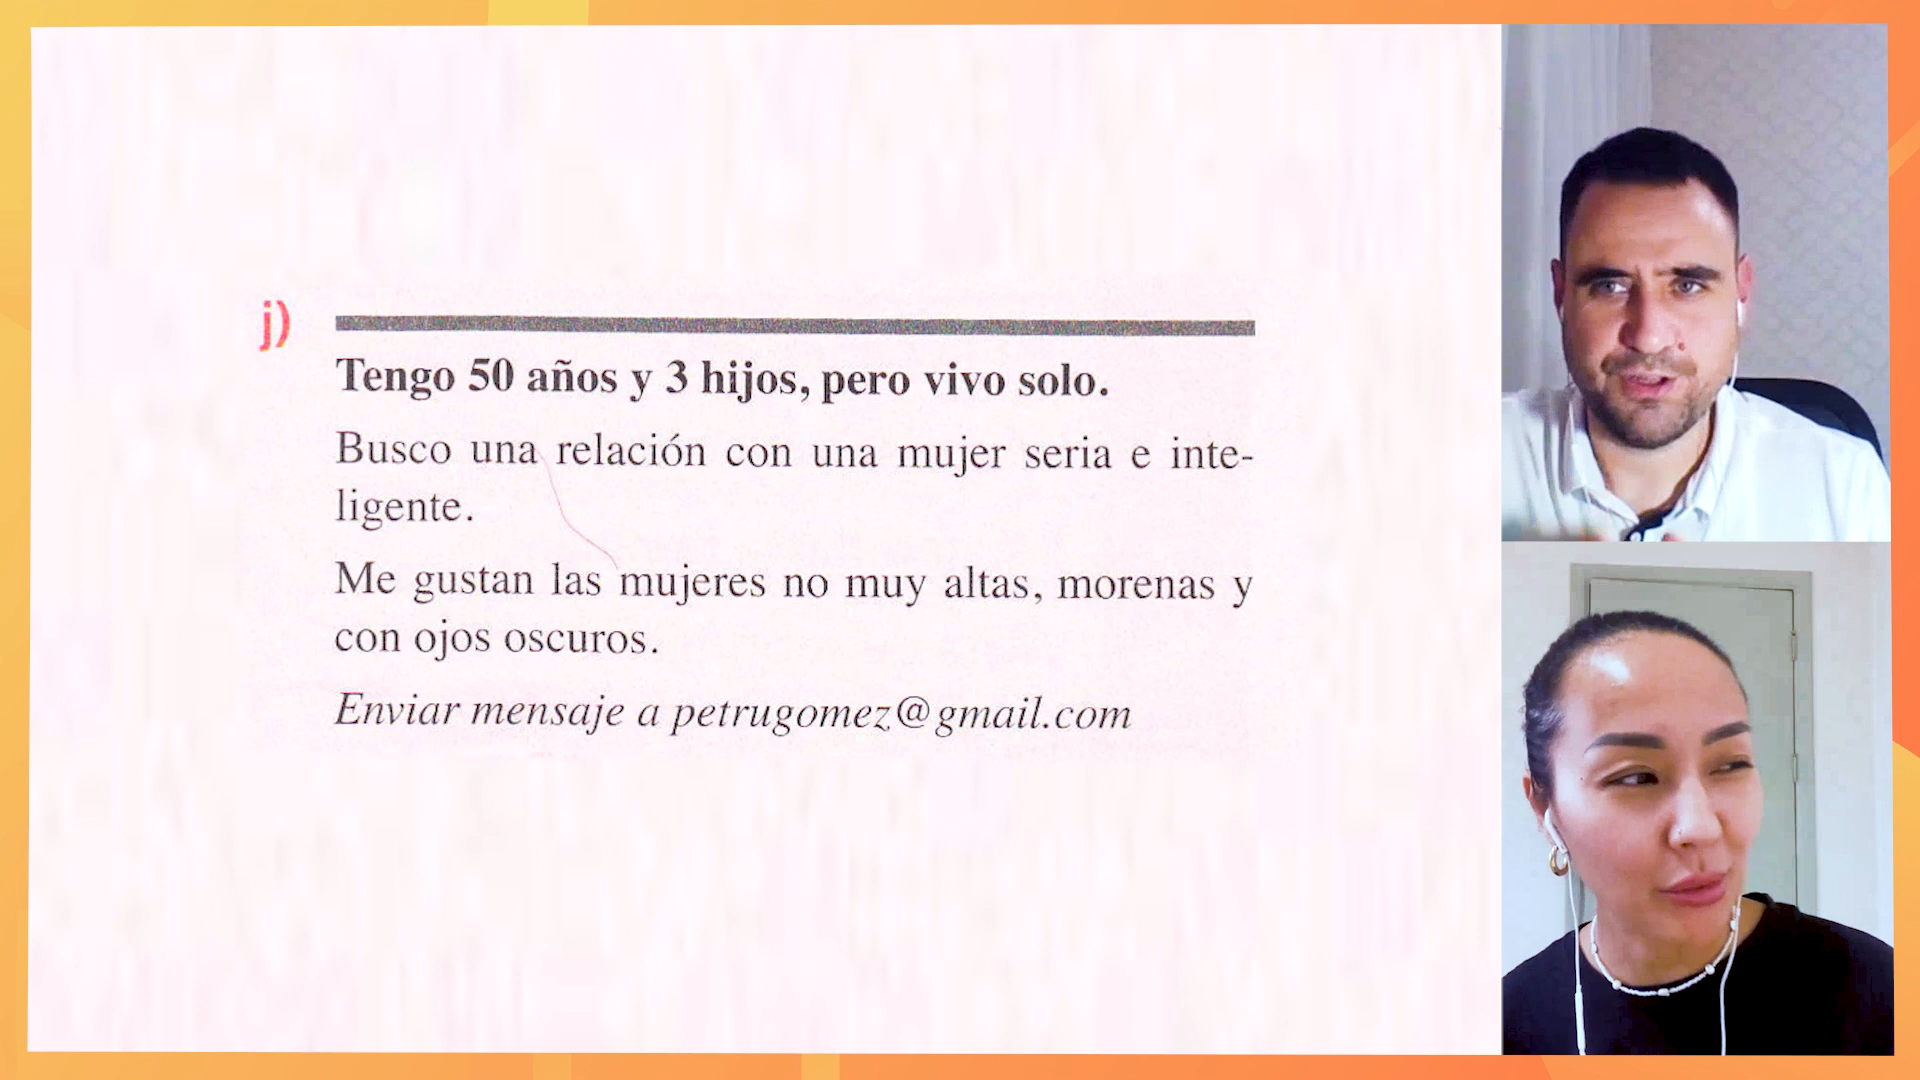 j)
Tengo 50 años y 3 hijos, pero vivo solo.
Busco una relación con una mujer seria e inte-
ligente.
Me gustan las mujeres no muy altas, morenas y
con ojos oscuros.
Enviar mensaje a petrugomez@gmail.com